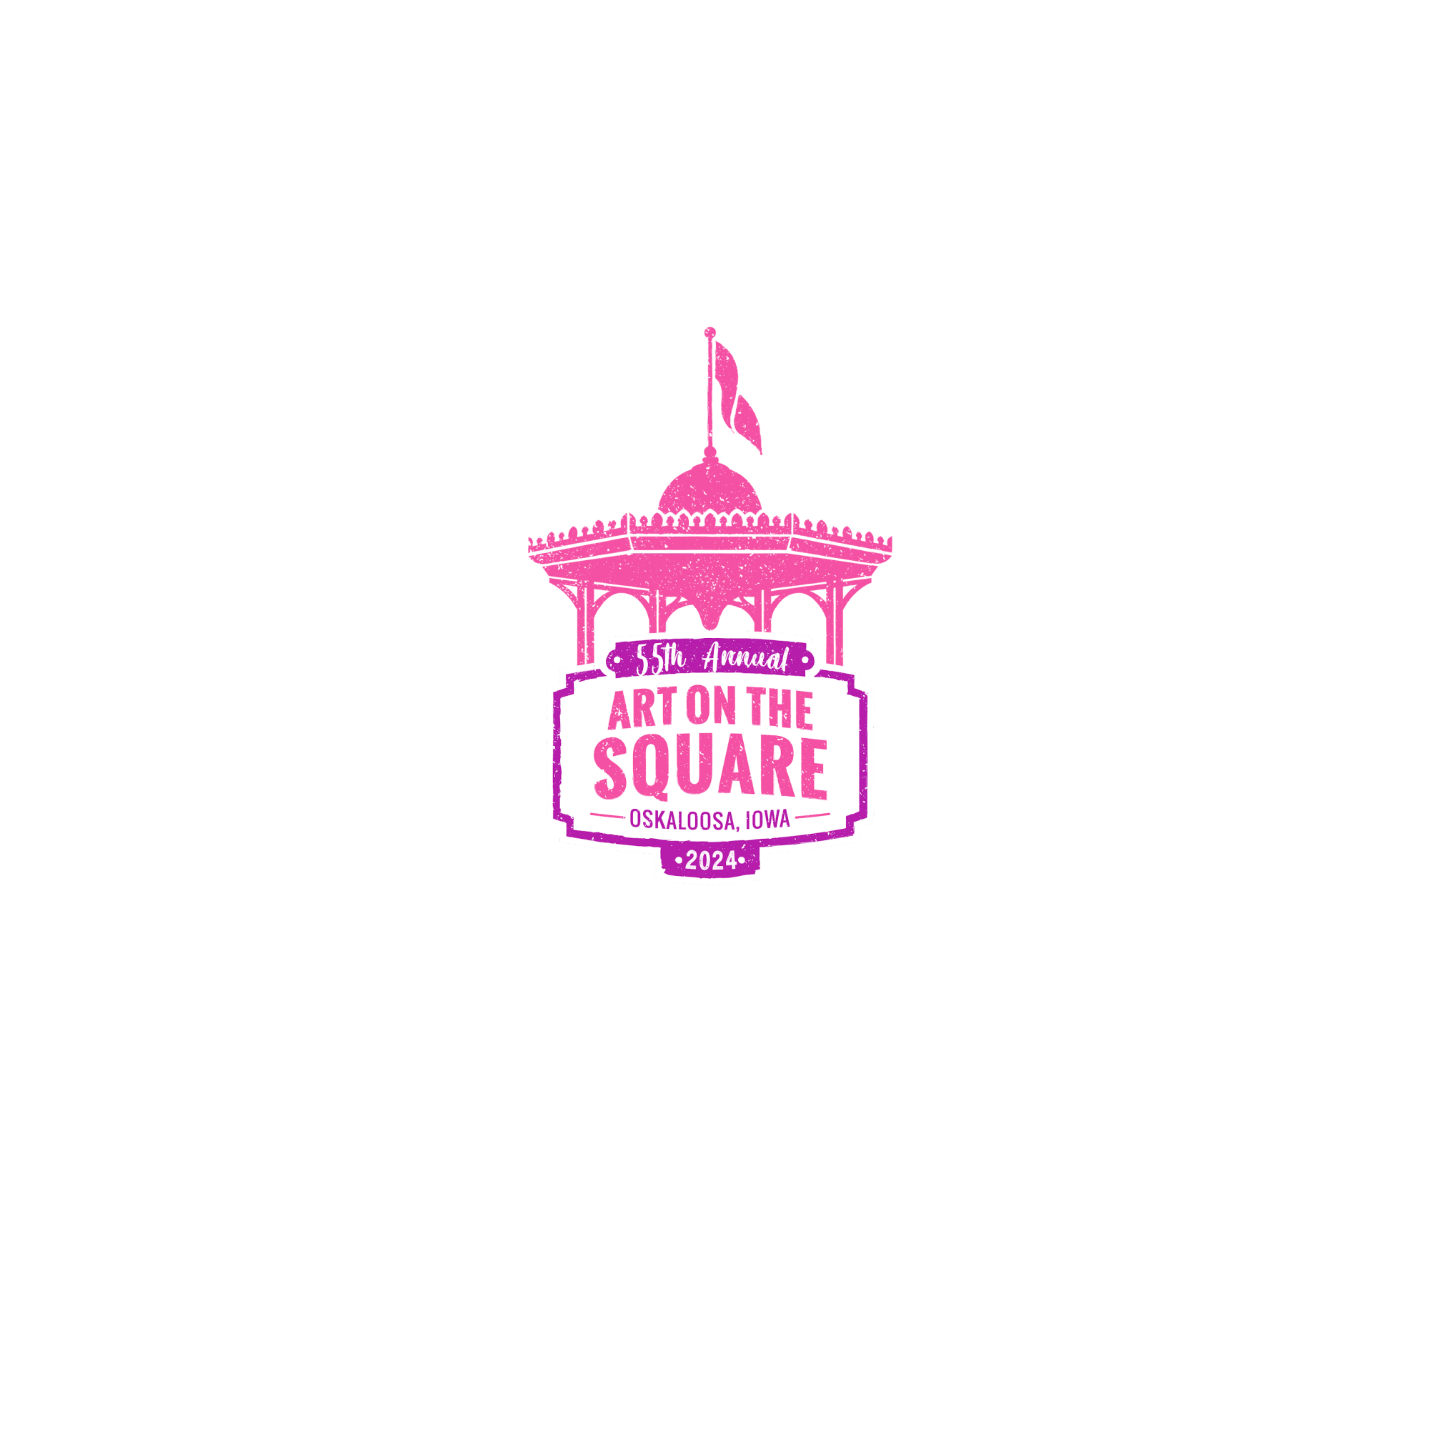 55th Annual
ART ON THE
SQUARE
OSKALOOSA, IOWA
•2024•